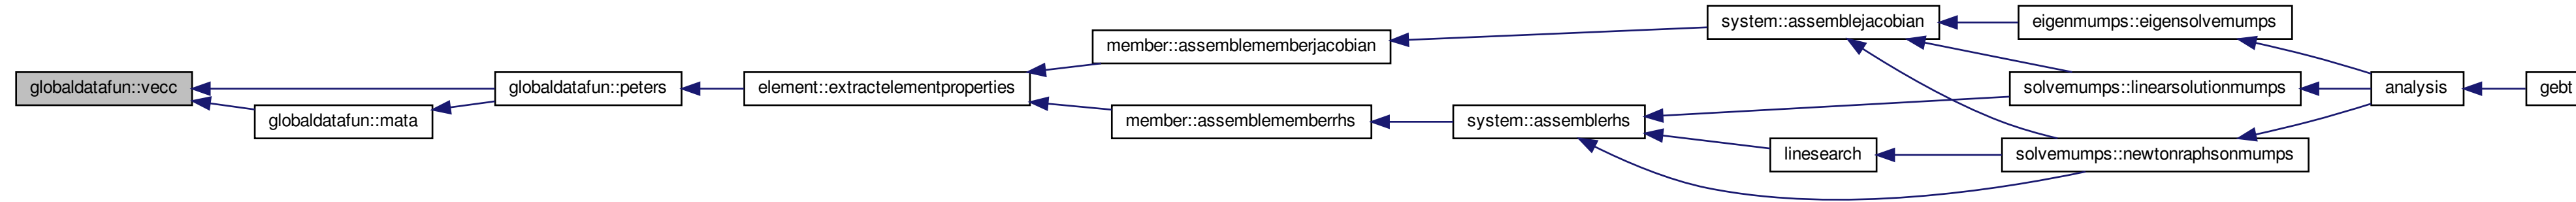 globaldatafun::vecc
globaldatafun::mata
globaldatafun::peters
element::extractelementproperties
member::assemblememberjacobian
member::assemblememberrhs
system::assemblerhs
system::assemblejacobian
linesearch
eigenmumps::eigensolvemumps
solvemumps::linearsolutionmumps
solvemumps::newtonraphsonmumps
analysis
gebt